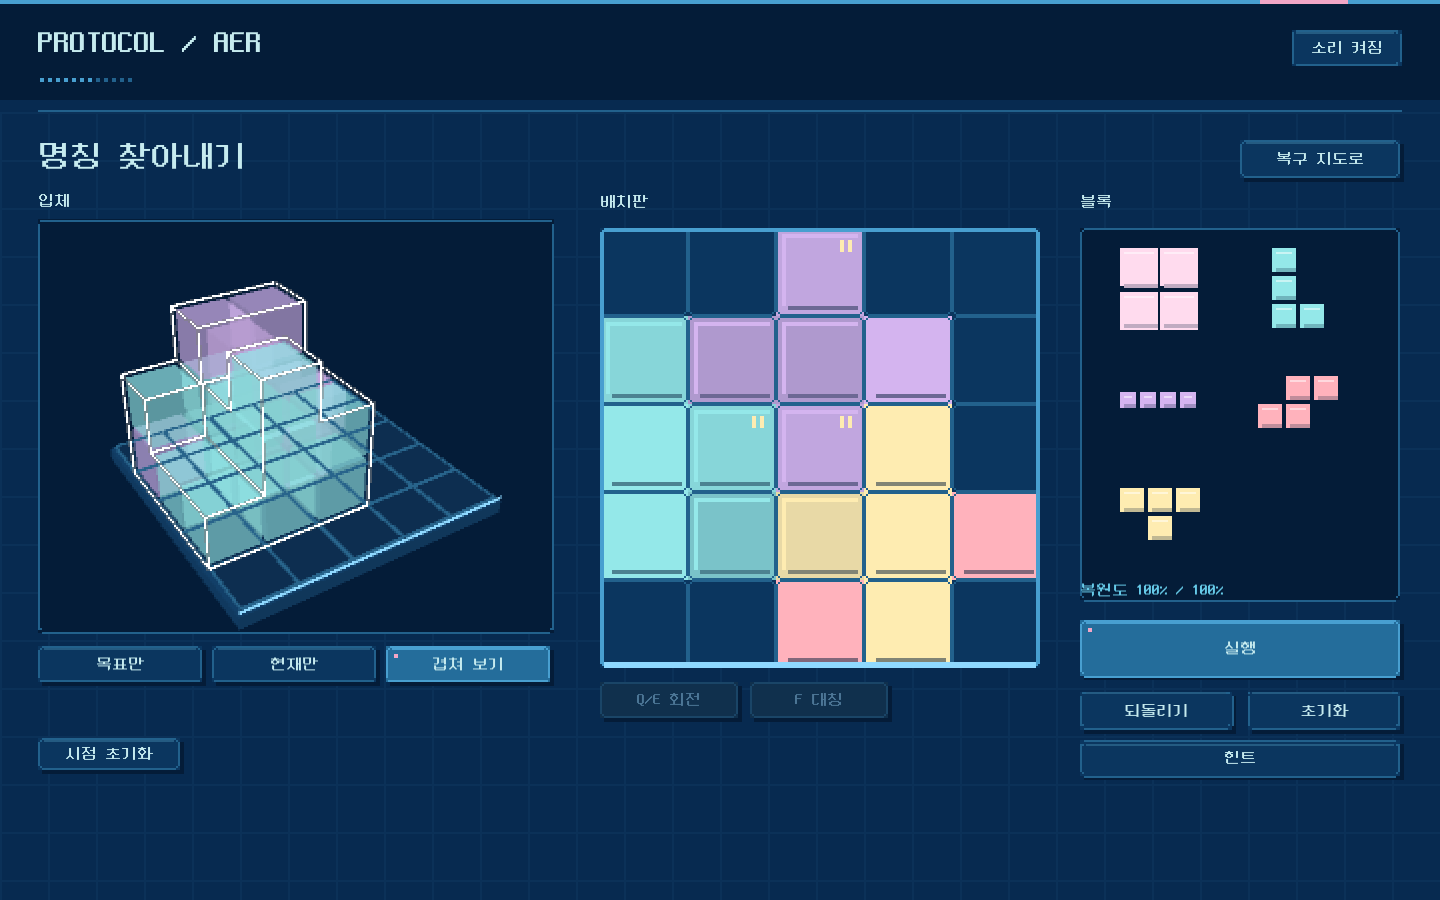 PROTOCOL / AER
소리 켜짐
명칭 찾아내기
복구 지도로
입체
배치판
블록
복원도 100% / 100%
목표만
현재만
겹쳐 보기
실행
Q/E 회전
F 대칭
되돌리기
초기화
시점 초기화
힌트